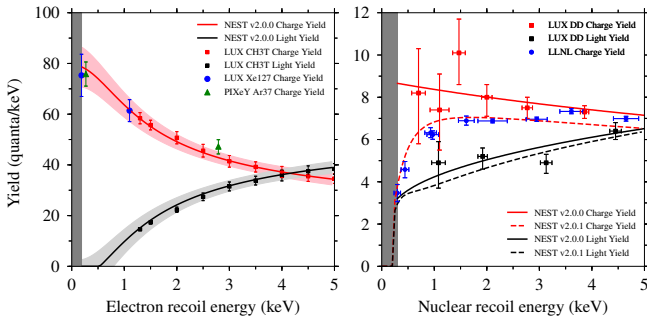 Yield (quanta/keV)
100
80
60
40
20
0
0
1
2
3
4
5
Electron recoil energy (keV)
NEST v2.0.0 Charge Yield
NEST v2.0.0 Light Yield
LUX CH3T Charge Yield
LUX CH3T Light Yield
LUX Xe127 Charge Yield
PIXeY Ar37 Charge Yield
12
10
8
6
4
2
0
0
1
2
3
4
5
Nuclear recoil energy (keV)
LUX DD Charge Yield
LUX DD Light Yield
LLNL Charge Yield
NEST v2.0.0 Charge Yield
NEST v2.0.1 Charge Yield
NEST v2.0.0 Light Yield
NEST v2.0.1 Light Yield